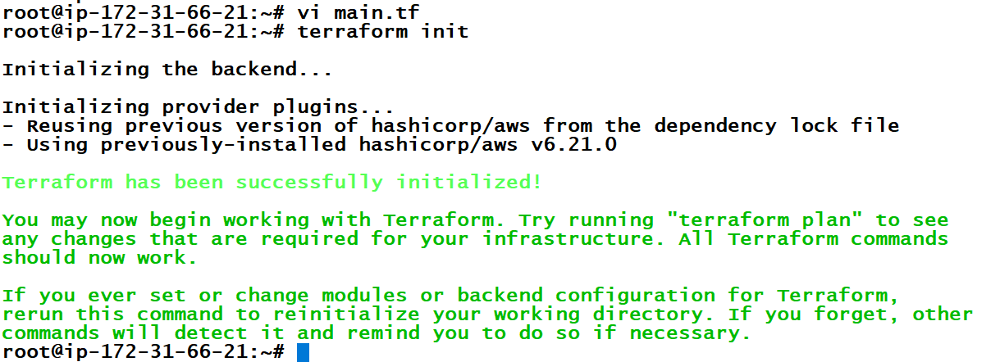 root@ip-172-31-66-21:~# vi main.tf
root@ip-172-31-66-21:~# terraform init
Initializing the backend...
Initializing provider plugins...
- Reusing previous version of hashicorp/aws from the dependency lock file
- Using previously-installed hashicorp/aws v6.21.0
Terraform has been successfully initialized!
You may now begin working with Terraform. Try running "terraform plan" to see
any changes that are required for your infrastructure. All Terraform commands
should now work.
If you ever set or change modules or backend configuration for Terraform,
rerun this command to reinitialize your working directory. If you forget, other
commands will detect it and remind you to do so if necessary.
root@ip-172-31-66-21:~#